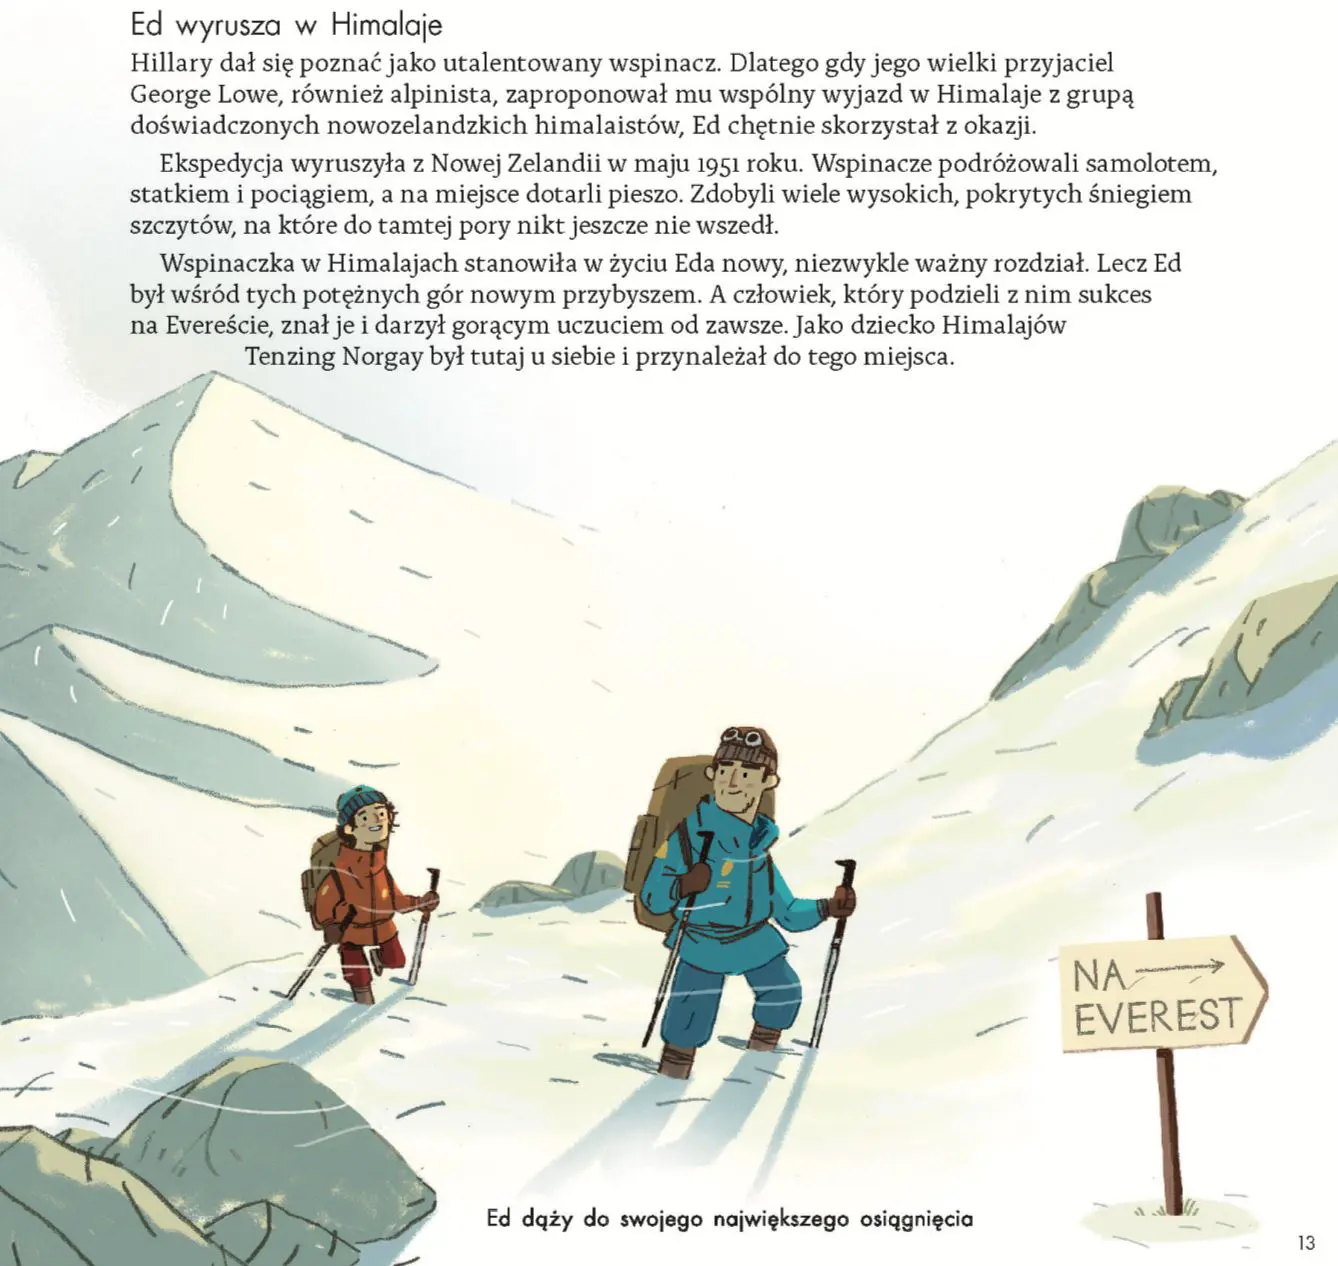 Ed wyrusza w Himalaje
Hillary dał się poznać jako utalentowany wspinacz. Dlatego gdy jego wielki przyjaciel
George Lowe, również alpinista, zaproponował mu wspólny wyjazd w Himalaje z grupą
doświadczonych nowozelandzkich himalaistów, Ed chętnie skorzystał z okazji.
Ekspedycja wyruszyła z Nowej Zelandii w maju 1951 roku. Wspinacze podróżowali samolotem,
statkiem i pociągiem, a na miejsce dotarli pieszo. Zdobyli wiele wysokich, pokrytych śniegiem
szczytów, na które do tamtej pory nikt jeszcze nie wszedł.
Wspinaczka w Himalajach stanowiła w życiu Eda nowy, niezwykle ważny rozdział. Lecz Ed
był wśród tych potężnych gór nowym przybyszem. A człowiek, który podzieli z nim sukces
na Evereście, znał je i darzył gorącym uczuciem od zawsze. Jako dziecko Himalajów
Tenzing Norgay był tutaj u siebie i przynależał do tego miejsca.
NA
EVEREST
Ed dąży do swojego największego osiągnięcia
13